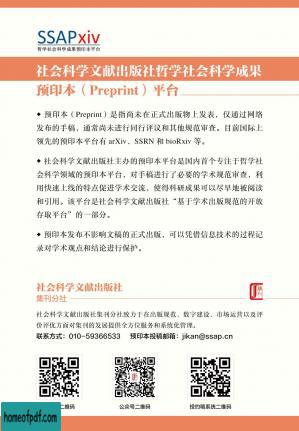 SSAPxiv
哲学社会科学成果预印本平台
社会科学文献出版社哲学社会科学成果
预印本（Preprint）平台
◆ 预印本（Preprint）是指尚未在正式出版物上发表，仅通过网络
发布的手稿，通常尚未进行同行评议和其他规范审查。目前国际上
领先的预印本平台有 arXiv、SSRN 和 bioRxiv 等。
◆ 社会科学文献出版社主办的预印本平台是国内首个专注于哲学社
会科学领域的预印本平台，对手稿进行了必要的学术规范审查，利
用快速上线的特点促进学术交流，使得科研成果可以尽早地被阅读
和引用。该平台是社会科学文献出版社“基于学术出版规范的开放
存取平台”的一部分。
◆ 预印本发布不影响文稿的正式出版，可以凭借信息技术的过程记
录对学术观点和结论进行保护。
社会科学文献出版社
集刊分社
社会科学文献出版社集刊分社致力于在出版规范、数字建设、市场运营以及评
价评优方面对集刊的发展提供全方位服务和系统化管理。
联系方式：010-59366533 预印本投稿邮箱：jikan@ssap.cn
二维码 公众号二维码 投约稿系统二维码
homeofpdf.com